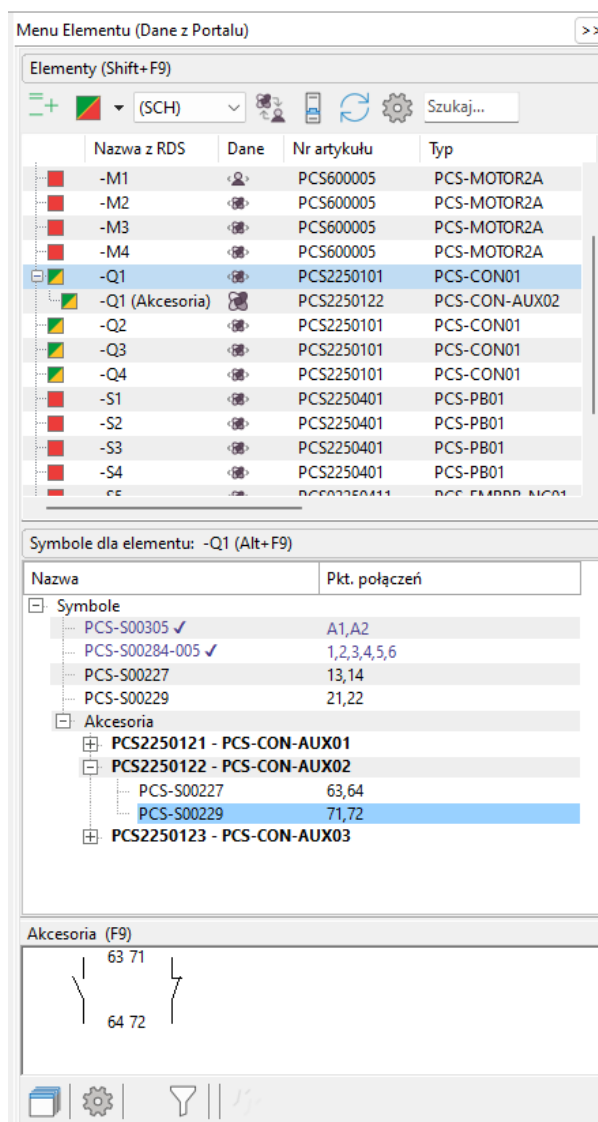 Menu Elementu (Dane z Portalu) >>
Elementy (Shift+F9)
(SCH) Szukaj...
Nazwa z RDS Dane Nr artykułu Typ
-M1 PCS600005 PCS-MOTOR2A
-M2 PCS600005 PCS-MOTOR2A
-M3 PCS600005 PCS-MOTOR2A
-M4 PCS600005 PCS-MOTOR2A
-Q1 PCS2250101 PCS-CON01
-Q1 (Akcesoria) PCS2250122 PCS-CON-AUX02
-Q2 PCS2250101 PCS-CON01
-Q3 PCS2250101 PCS-CON01
-Q4 PCS2250101 PCS-CON01
-S1 PCS2250401 PCS-PB01
-S2 PCS2250401 PCS-PB01
-S3 PCS2250401 PCS-PB01
-S4 PCS2250401 PCS-PB01
Symbole dla elementu: -Q1 (Alt+F9)
Nazwa Pkt. połączeń
Symbole
PCS-S00305 ✓ A1,A2
PCS-S00284-005 ✓ 1,2,3,4,5,6
PCS-S00227 13,14
PCS-S00229 21,22
Akcesoria
PCS2250121 - PCS-CON-AUX01
PCS2250122 - PCS-CON-AUX02
PCS-S00227 63,64
PCS-S00229 71,72
PCS2250123 - PCS-CON-AUX03
Akcesoria (F9)
63 71
64 72